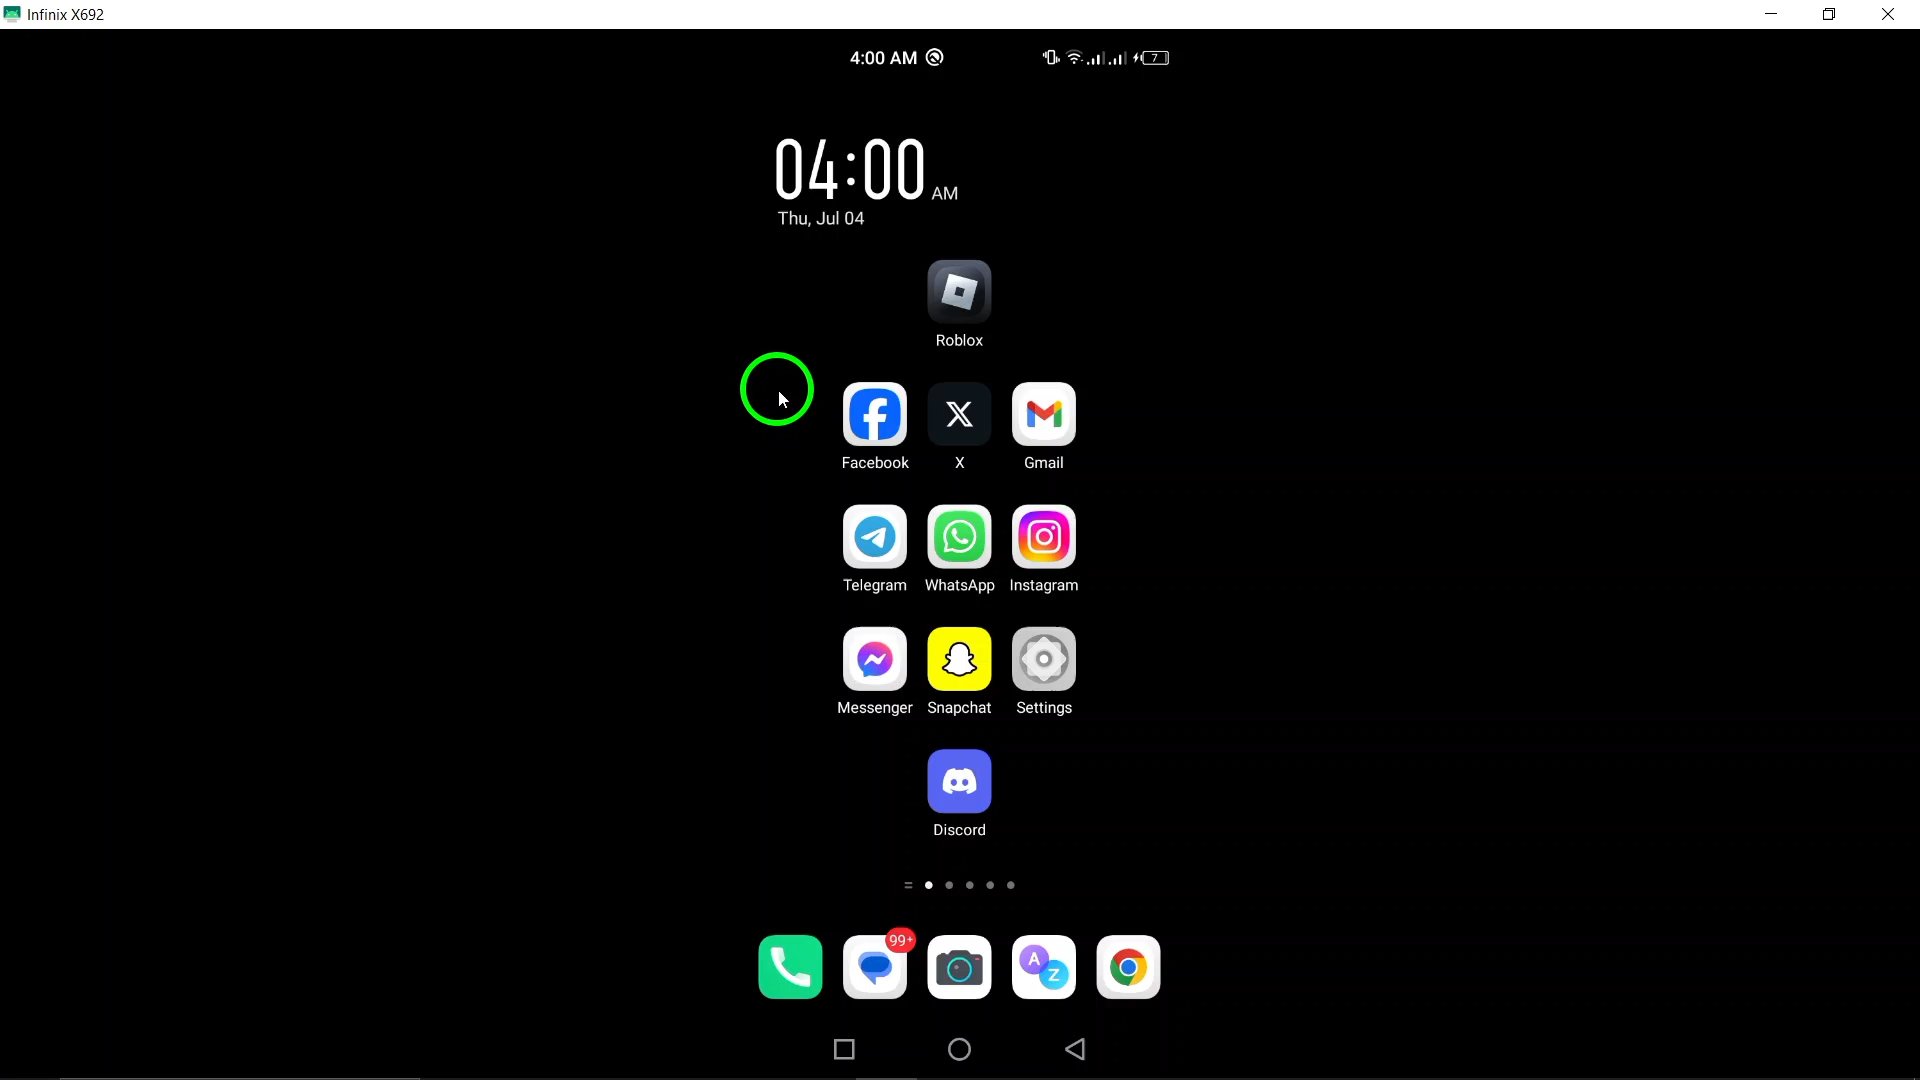 Infinix X692
4:00 AM
7
04:00 AM
Thu, Jul 04
Roblox
Facebook
X
Gmail
Telegram
WhatsApp
Instagram
Messenger
Snapchat
Settings
Discord
99+
A
Z